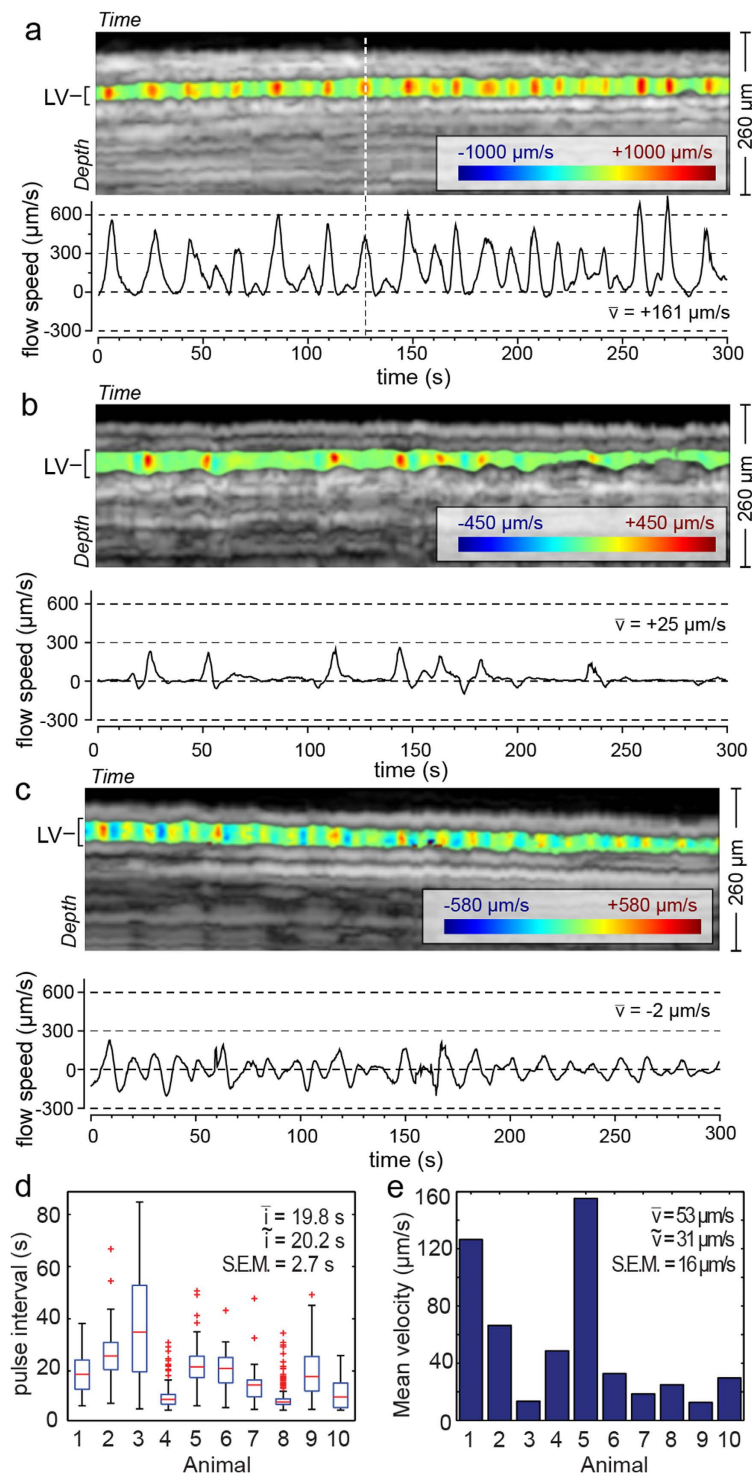 a
Time
LV
Depth
-1000 µm/s +1000 µm/s
260 µm
600
300
0
-300
flow speed (µm/s)
v̄ = +161 µm/s
0 50 100 150 200 250 300
time (s)
b
Time
LV
Depth
-450 µm/s +450 µm/s
260 µm
600
300
0
-300
flow speed (µm/s)
v̄ = +25 µm/s
0 50 100 150 200 250 300
time (s)
c
Time
LV
Depth
-580 µm/s +580 µm/s
260 µm
600
300
0
-300
flow speed (µm/s)
v̄ = -2 µm/s
0 50 100 150 200 250 300
time (s)
d
80
60
40
20
0
pulse interval (s)
i̅ = 19.8 s
ĩ = 20.2 s
S.E.M. = 2.7 s
1 2 3 4 5 6 7 8 9 10
Animal
e
160
120
80
40
0
Mean velocity (µm/s)
v̄ = 53 µm/s
ṽ = 31 µm/s
S.E.M. = 16 µm/s
1 2 3 4 5 6 7 8 9 10
Animal